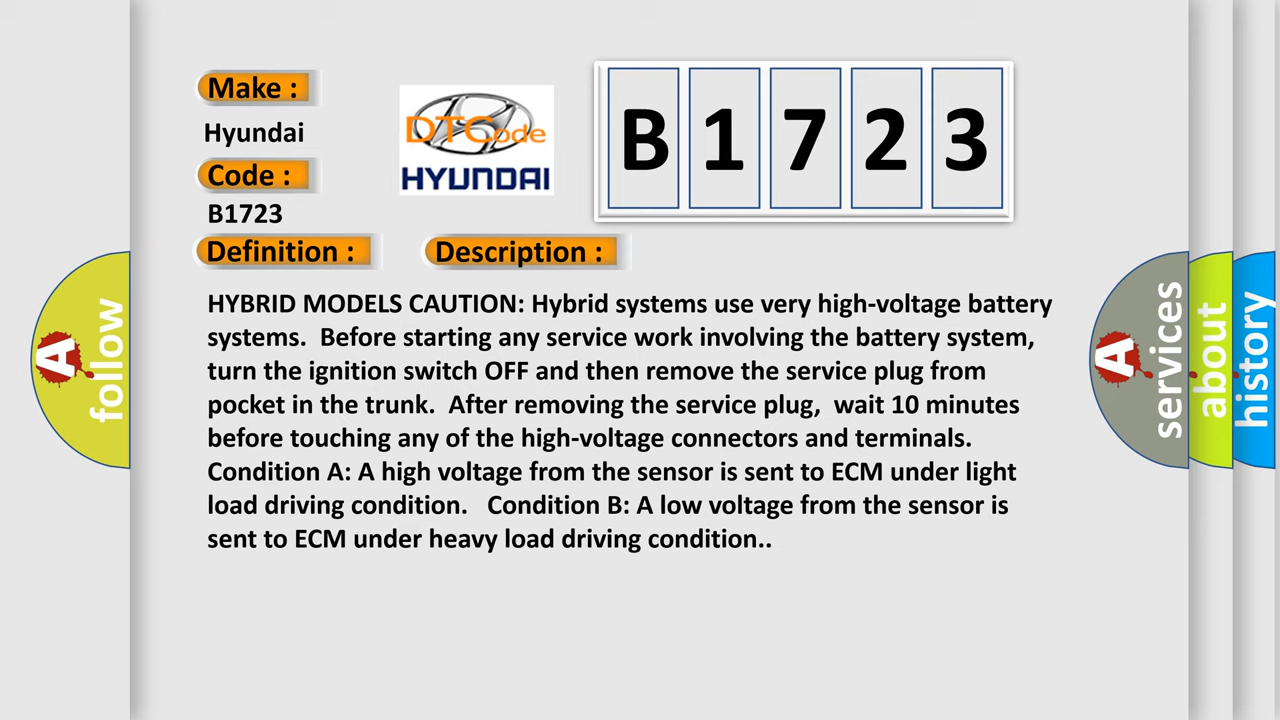 Make :
Hyundai
Code :
B1723
Definition :
Description :
DTCode
HYUNDAI
B 1 7 2 3
HYBRID MODELS CAUTION: Hybrid systems use very high-voltage battery
systems. Before starting any service work involving the battery system,
turn the ignition switch OFF and then remove the service plug from
pocket in the trunk. After removing the service plug, wait 10 minutes
before touching any of the high-voltage connectors and terminals.
Condition A: A high voltage from the sensor is sent to ECM under light
load driving condition. Condition B: A low voltage from the sensor is
sent to ECM under heavy load driving condition..
A
follow
A
services
about
history